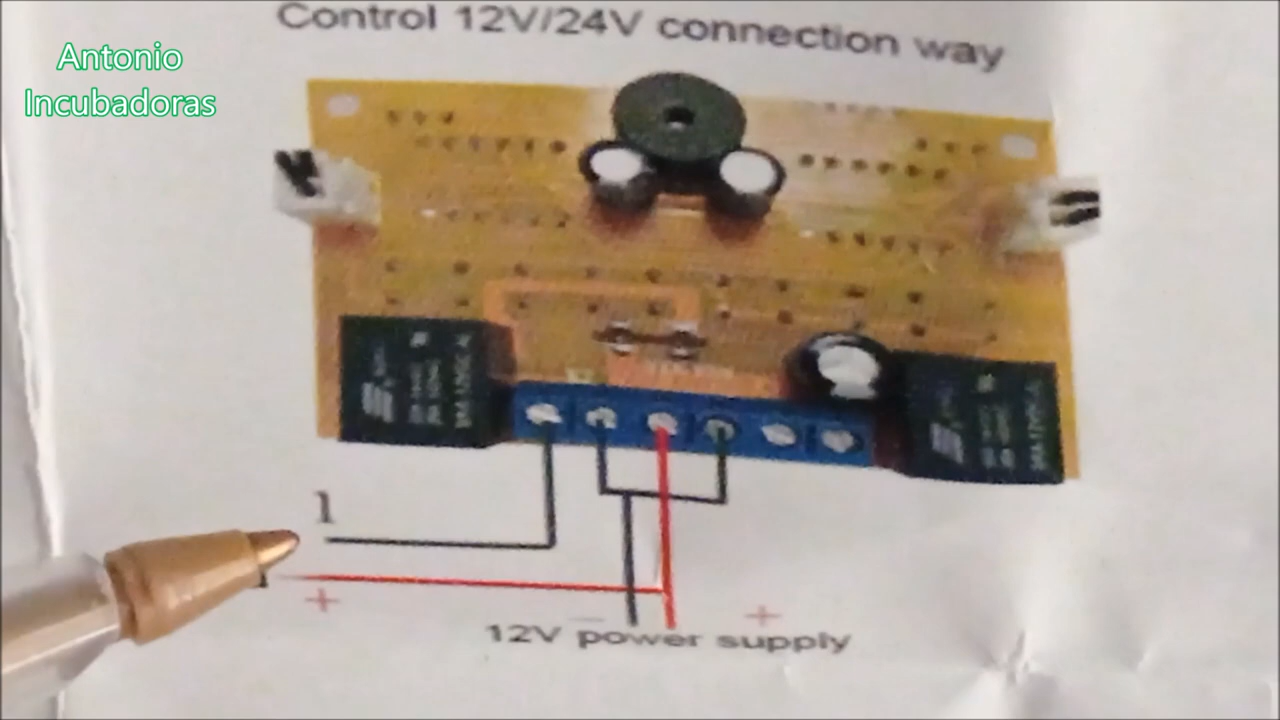 Control 12V/24V connection way
Antonio
Incubadoras
1
+
− +
12V power supply